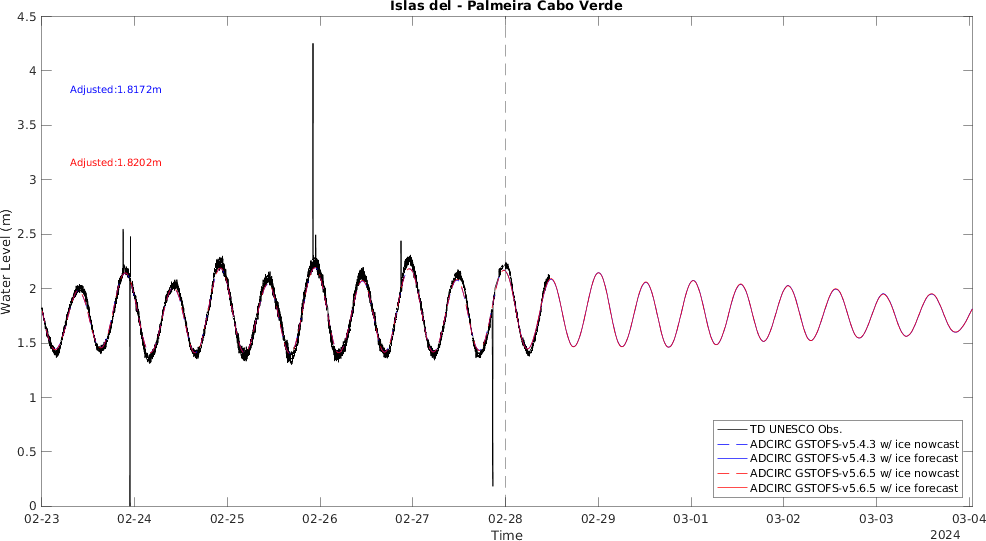 Islas del - Palmeira Cabo Verde
4.5
4
3.5
3
2.5
2
1.5
1
0.5
0
Water Level (m)
Adjusted:1.8172m
Adjusted:1.8202m
TD UNESCO Obs.
ADCIRC GSTOFS-v5.4.3 w/ ice nowcast
ADCIRC GSTOFS-v5.4.3 w/ ice forecast
ADCIRC GSTOFS-v5.6.5 w/ ice nowcast
ADCIRC GSTOFS-v5.6.5 w/ ice forecast
02-23 02-24 02-25 02-26 02-27 02-28 02-29 03-01 03-02 03-03 03-04
Time
2024